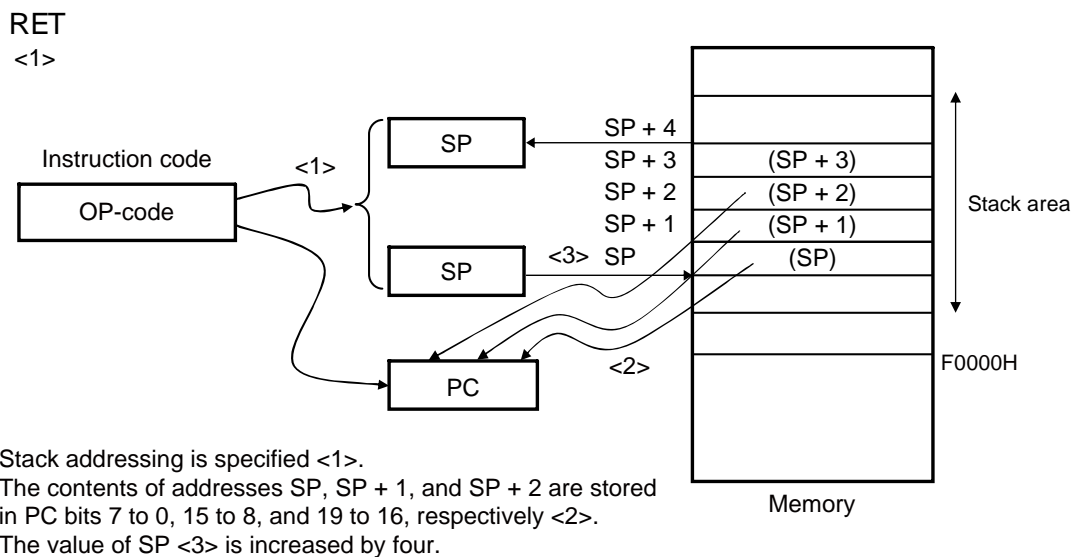 RET
<1>
SP + 4
SP
SP + 3
(SP + 3)
Instruction code
<1>
SP + 2
(SP + 2)
OP-code
Stack area
SP + 1
(SP + 1)
SP
<3>
SP
(SP)
<2>
F0000H
PC
Stack addressing is specified <1>.
The contents of addresses SP, SP + 1, and SP + 2 are stored
in PC bits 7 to 0, 15 to 8, and 19 to 16, respectively <2>.
The value of SP <3> is increased by four.
Memory